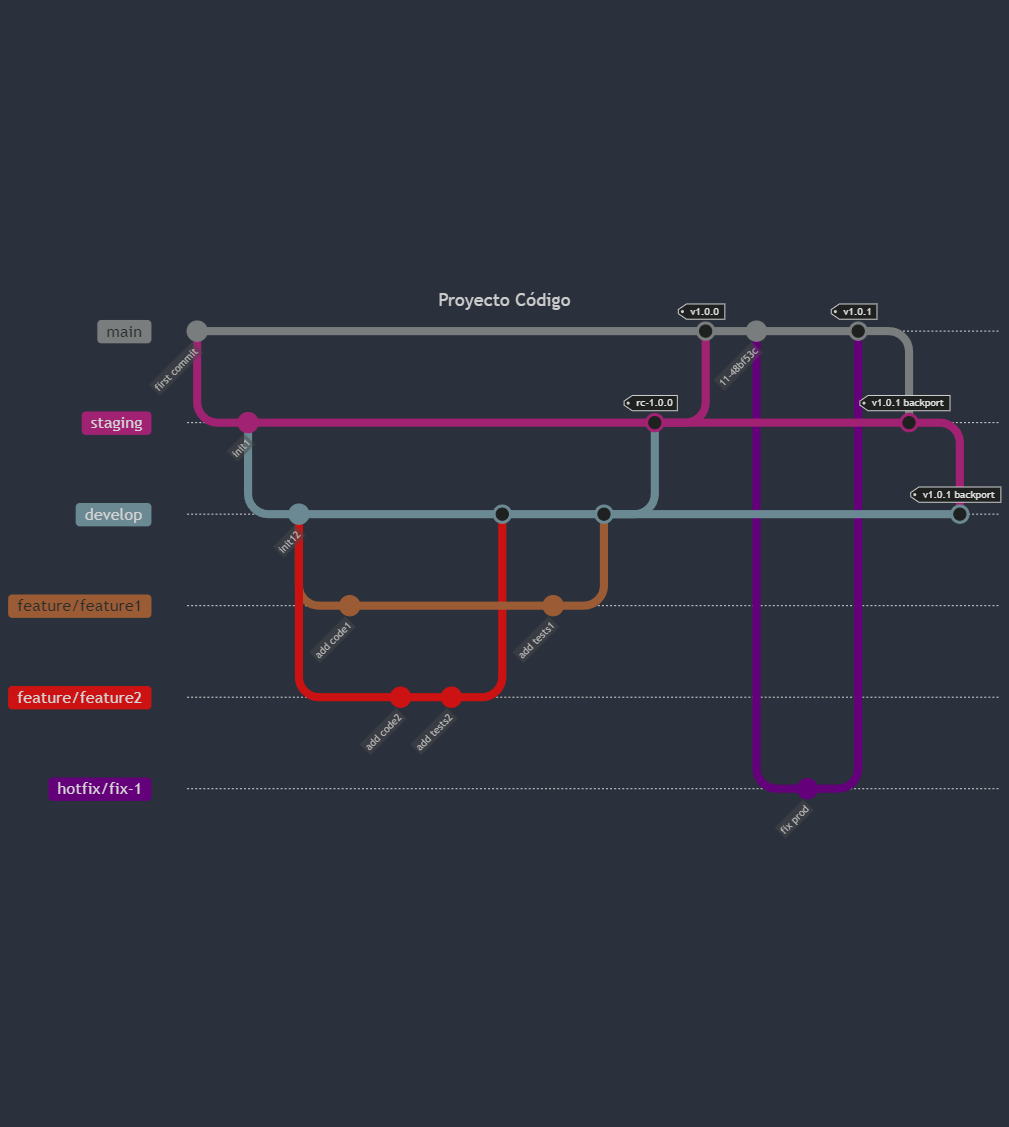 Proyecto Código
main
first commit
v1.0.0
11-48bf53c
v1.0.1
staging
init1
rc-1.0.0
v1.0.1 backport
develop
init12
v1.0.1 backport
feature/feature1
add code1
add tests1
feature/feature2
add code2
add tests2
hotfix/fix-1
fix prod